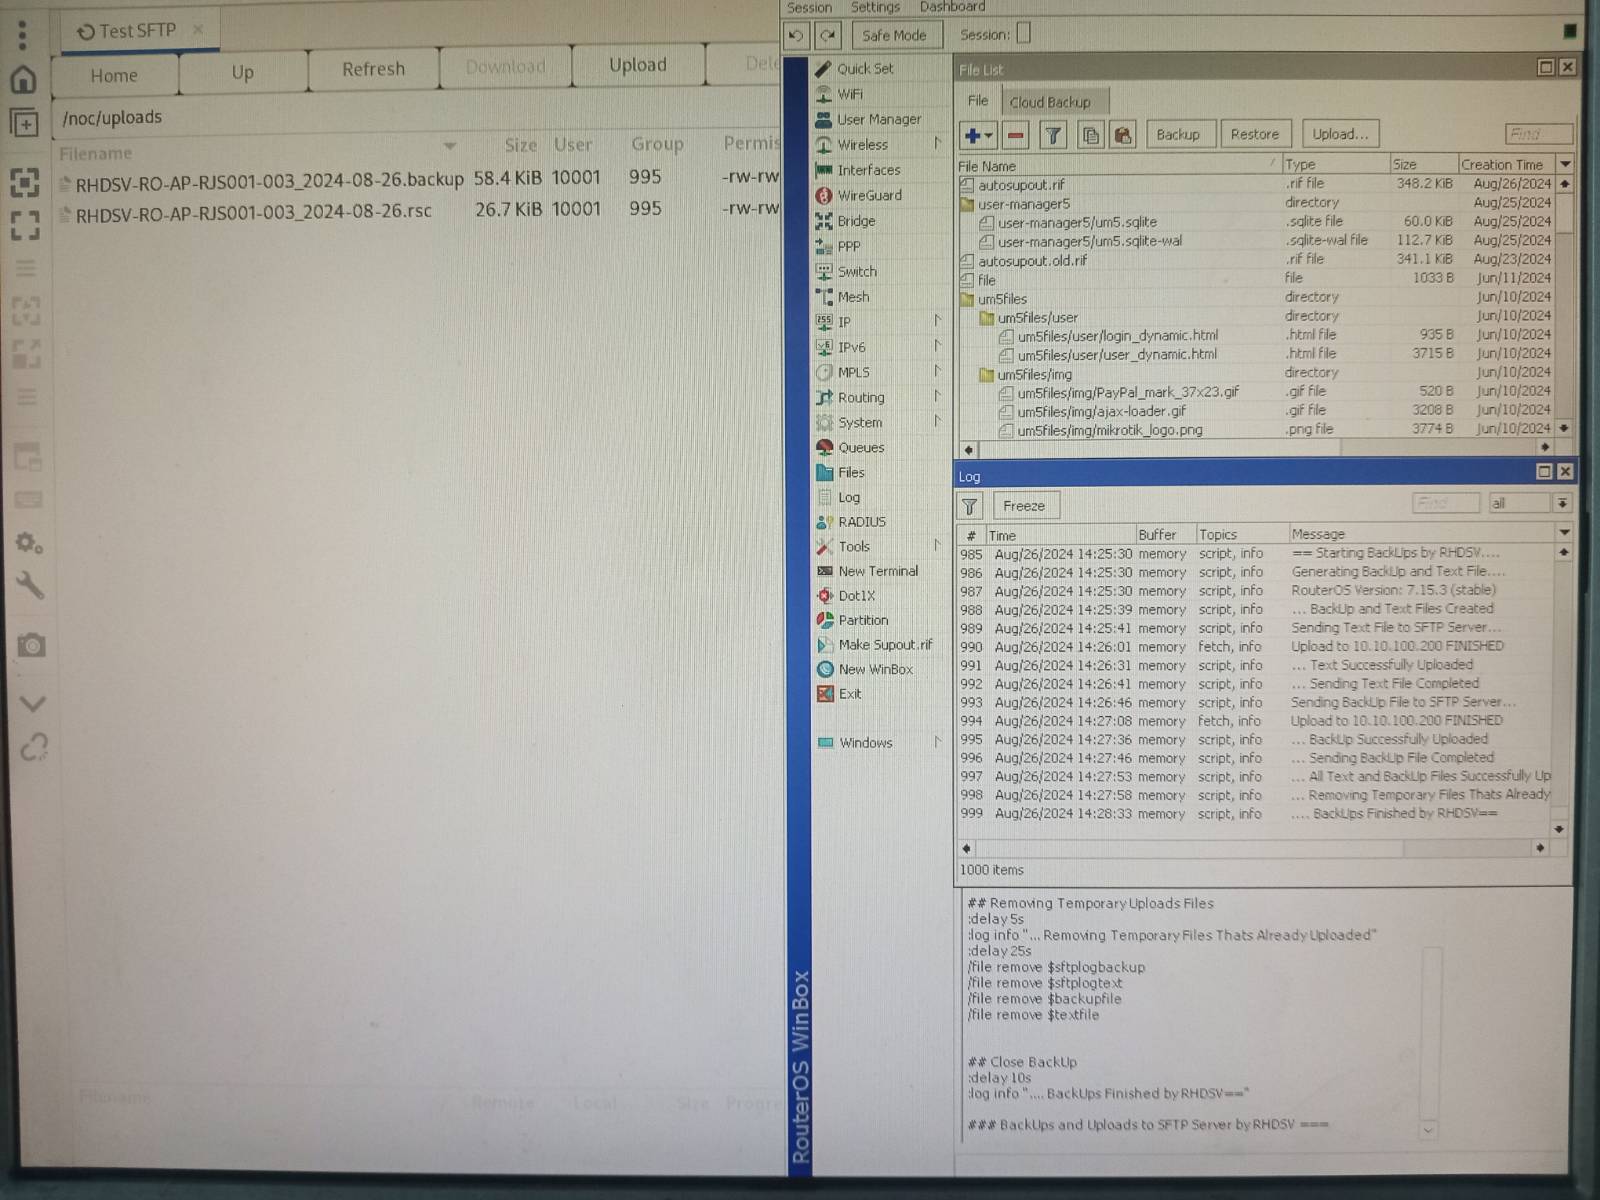 Test SFTP
Home Up Refresh Download Upload Dele
/noc/uploads
Filename Size User Group Permis
RHDSV-RO-AP-RJS001-003_2024-08-26.backup 58.4 KiB 10001 995 -rw-rw
RHDSV-RO-AP-RJS001-003_2024-08-26.rsc 26.7 KiB 10001 995 -rw-rw
Filename Remote Local Size Progre
Session Settings Dashboard
Safe Mode Session:
RouterOS WinBox
Quick Set
WiFi
User Manager
Wireless
Interfaces
WireGuard
Bridge
PPP
Switch
Mesh
255 IP
v6 IPv6
MPLS
Routing
System
Queues
Files
Log
RADIUS
Tools
New Terminal
Dot1X
Partition
Make Supout.rif
New WinBox
Exit
Windows
File List
File Cloud Backup
Backup Restore Upload... Find
File Name Type Size Creation Time
autosupout.rif .rif file 348.2 KiB Aug/26/2024
user-manager5 directory Aug/25/2024
user-manager5/um5.sqlite .sqlite file 60.0 KiB Aug/25/2024
user-manager5/um5.sqlite-wal .sqlite-wal file 112.7 KiB Aug/25/2024
autosupout.old.rif .rif file 341.1 KiB Aug/23/2024
file file 1033 B Jun/11/2024
um5files directory Jun/10/2024
um5files/user directory Jun/10/2024
um5files/user/login_dynamic.html .html file 935 B Jun/10/2024
um5files/user/user_dynamic.html .html file 3715 B Jun/10/2024
um5files/img directory Jun/10/2024
um5files/img/PayPal_mark_37x23.gif .gif file 520 B Jun/10/2024
um5files/img/ajax-loader.gif .gif file 3208 B Jun/10/2024
um5files/img/mikrotik_logo.png .png file 3774 B Jun/10/2024
Log
Freeze Find all
# Time Buffer Topics Message
985 Aug/26/2024 14:25:30 memory script, info == Starting BackUps by RHDSV....
986 Aug/26/2024 14:25:30 memory script, info Generating BackUp and Text File....
987 Aug/26/2024 14:25:30 memory script, info RouterOS Version: 7.15.3 (stable)
988 Aug/26/2024 14:25:39 memory script, info ... BackUp and Text Files Created
989 Aug/26/2024 14:25:41 memory script, info Sending Text File to SFTP Server...
990 Aug/26/2024 14:26:01 memory fetch, info Upload to 10.10.100.200 FINISHED
991 Aug/26/2024 14:26:31 memory script, info ... Text Successfully Uploaded
992 Aug/26/2024 14:26:41 memory script, info ... Sending Text File Completed
993 Aug/26/2024 14:26:46 memory script, info Sending BackUp File to SFTP Server...
994 Aug/26/2024 14:27:08 memory fetch, info Upload to 10.10.100.200 FINISHED
995 Aug/26/2024 14:27:36 memory script, info ... BackUp Successfully Uploaded
996 Aug/26/2024 14:27:46 memory script, info ... Sending BackUp File Completed
997 Aug/26/2024 14:27:53 memory script, info ... All Text and BackUp Files Successfully Up
998 Aug/26/2024 14:27:58 memory script, info ... Removing Temporary Files Thats Already
999 Aug/26/2024 14:28:33 memory script, info .... BackUps Finished by RHDSV==
1000 items
## Removing Temporary Uploads Files
:delay 5s
:log info "... Removing Temporary Files Thats Already Uploaded"
:delay 25s
/file remove $sftplogbackup
/file remove $sftplogtext
/file remove $backupfile
/file remove $textfile
## Close BackUp
:delay 10s
:log info ".... BackUps Finished by RHDSV=="
### BackUps and Uploads to SFTP Server by RHDSV ===